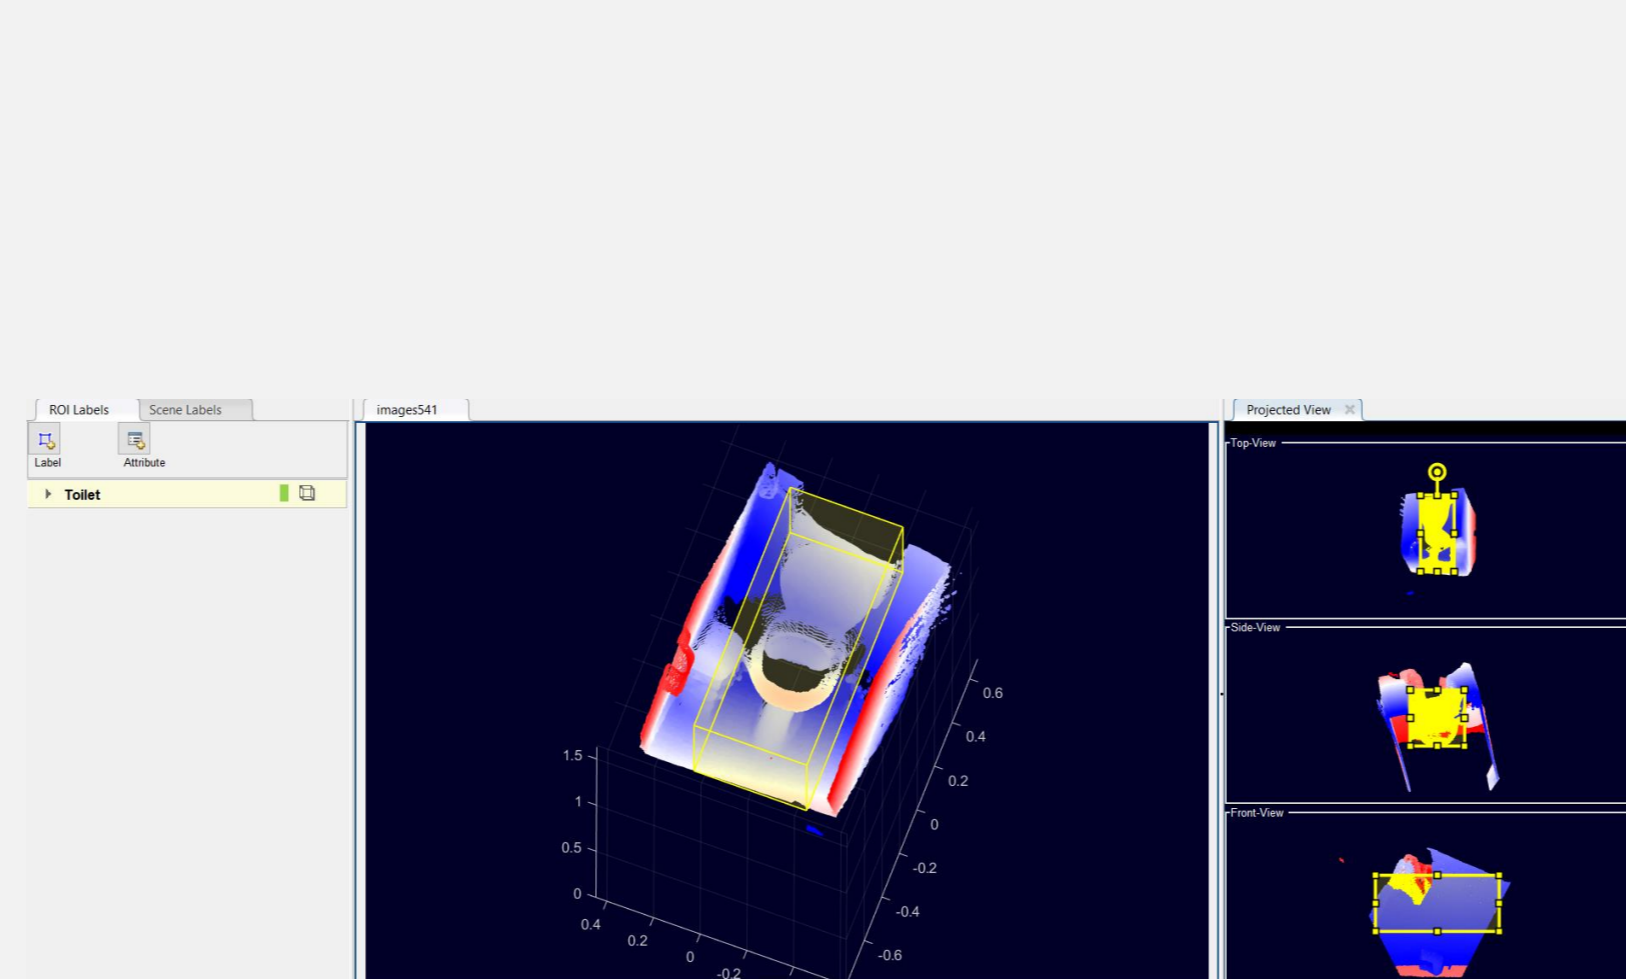 ROI Labels
Scene Labels
images541
Projected View
Label
Attribute
Toilet
Top-View
Side-View
Front-View
1.5
1
0.5
0
0.4
0.2
0
-0.2
0.6
0.4
0.2
0
-0.2
-0.4
-0.6